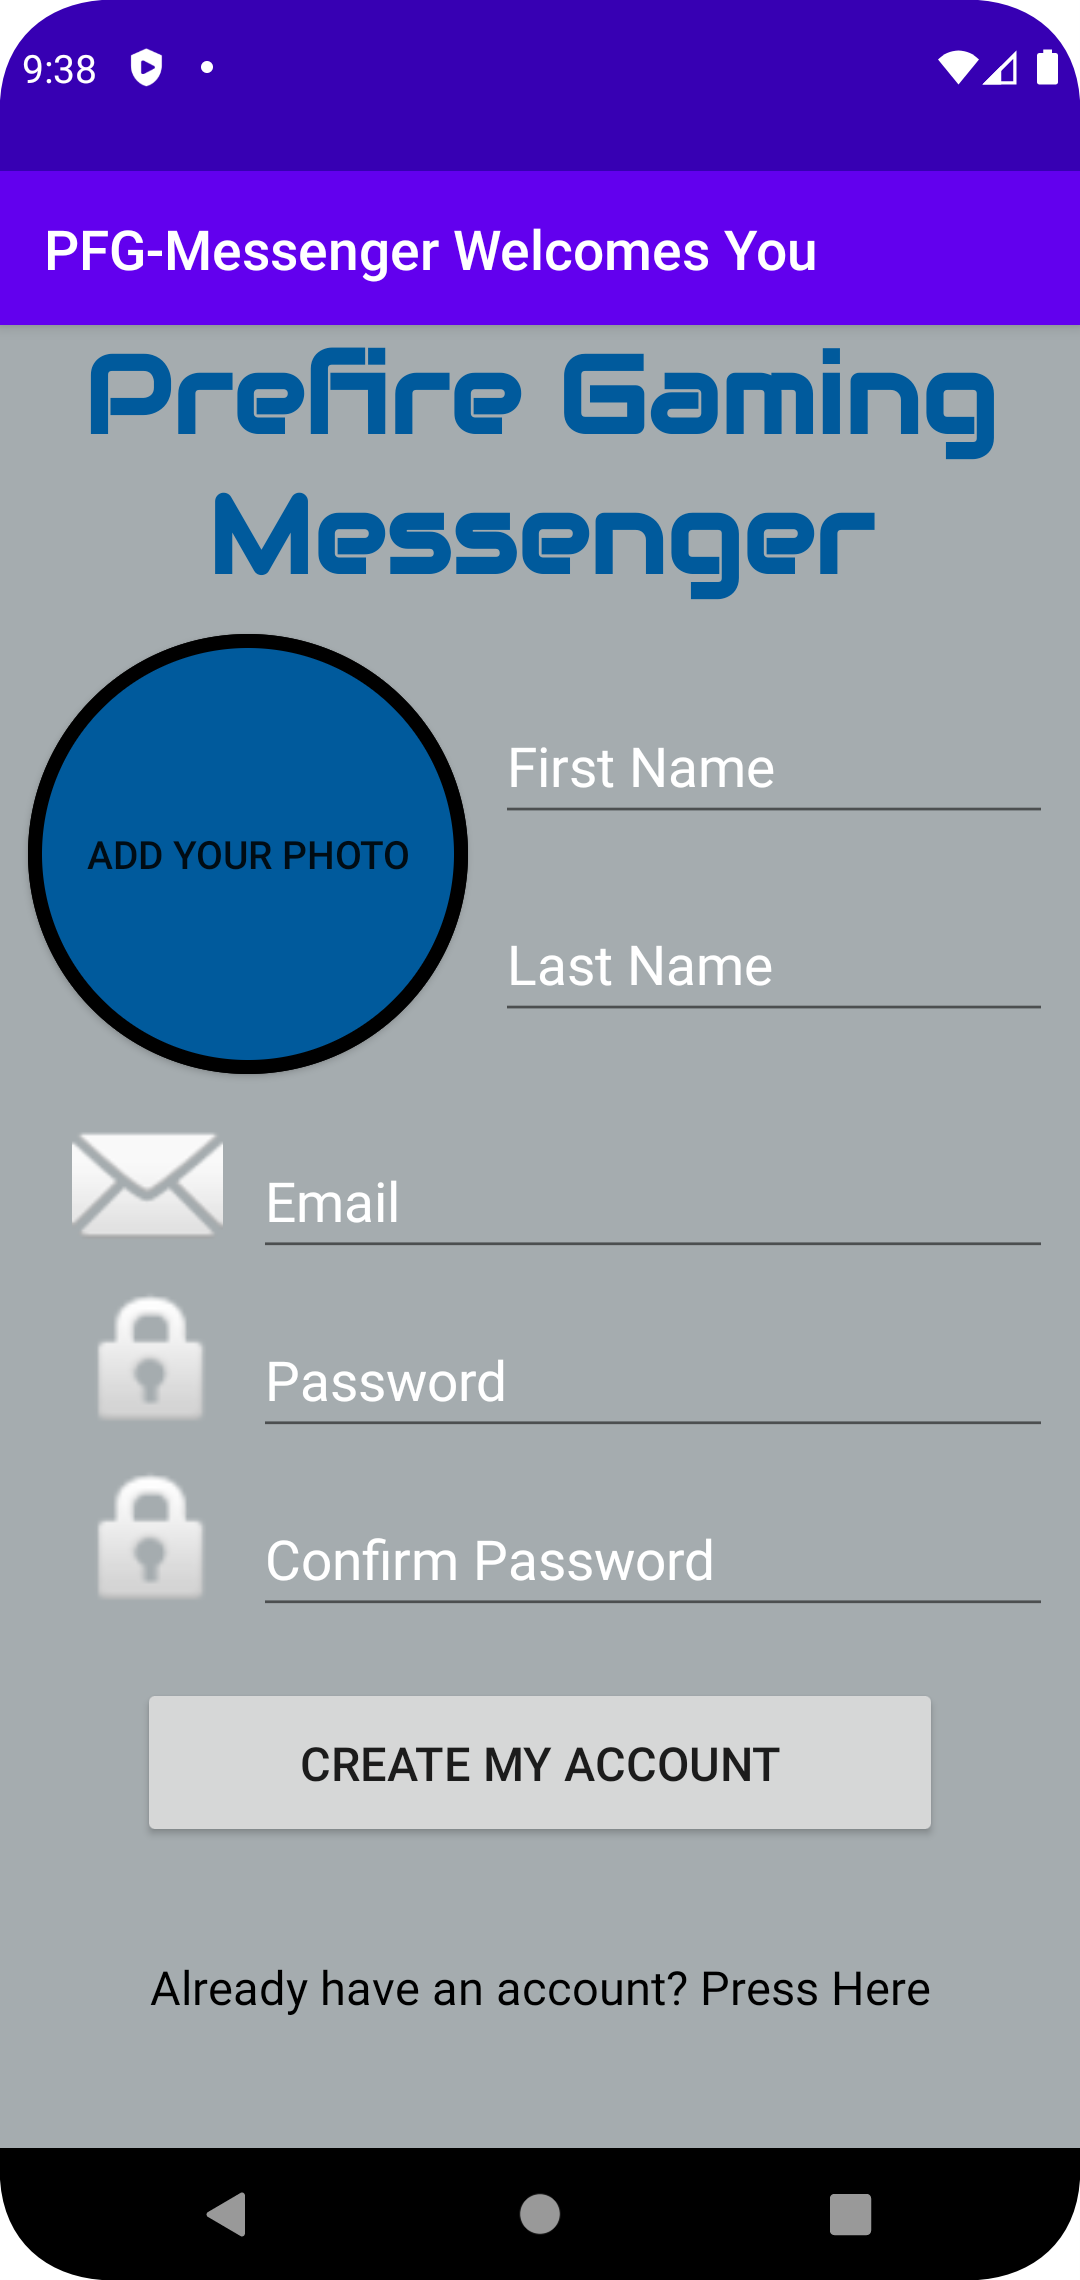 9:38
PFG-Messenger Welcomes You
Prefire Gaming
Messenger
First Name
ADD YOUR PHOTO
Last Name
Email
Password
Confirm Password
CREATE MY ACCOUNT
Already have an account? Press Here